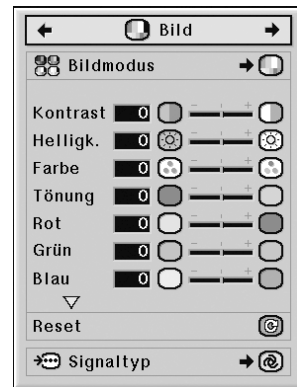 Bild
Bildmodus
Kontrast 0
Helligk. 0
Farbe 0
Tönung 0
Rot 0
Grün 0
Blau 0
Reset
Signaltyp